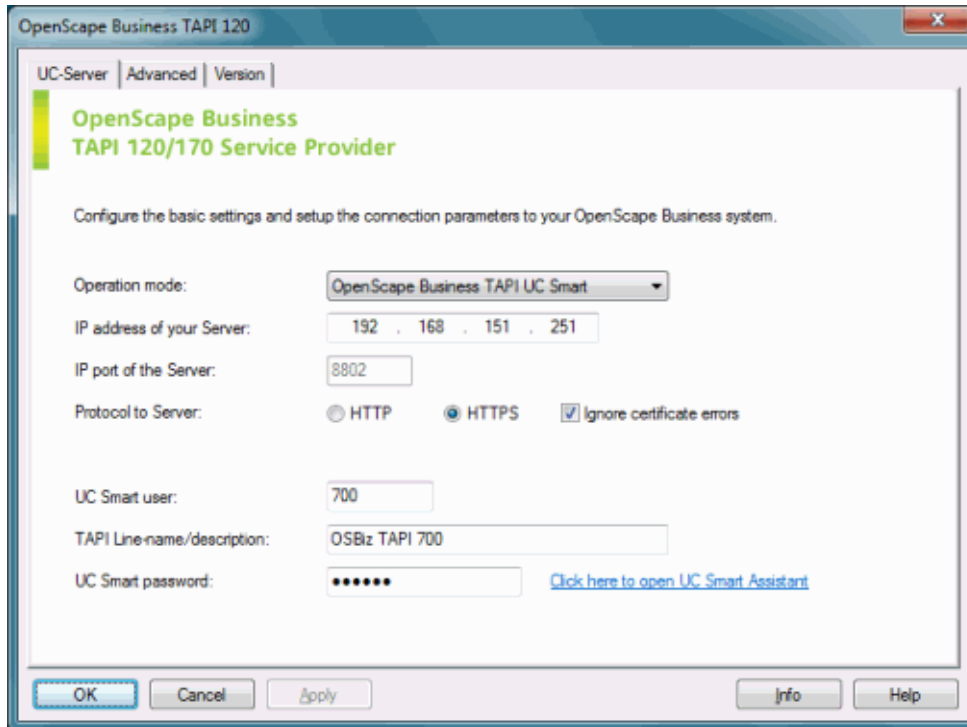 OpenScape Business TAPI 120
UC-Server Advanced Version
OpenScape Business
TAPI 120/170 Service Provider
Configure the basic settings and setup the connection parameters to your OpenScape Business system.
Operation mode: OpenScape Business TAPI UC Smart
IP address of your Server: 192 . 168 . 151 . 251
IP port of the Server: 8802
Protocol to Server: HTTP HTTPS Ignore certificate errors
UC Smart user: 700
TAPI Line-name/description: OSBiz TAPI 700
UC Smart password: •••••• Click here to open UC Smart Assistant
OK Cancel Apply Info Help